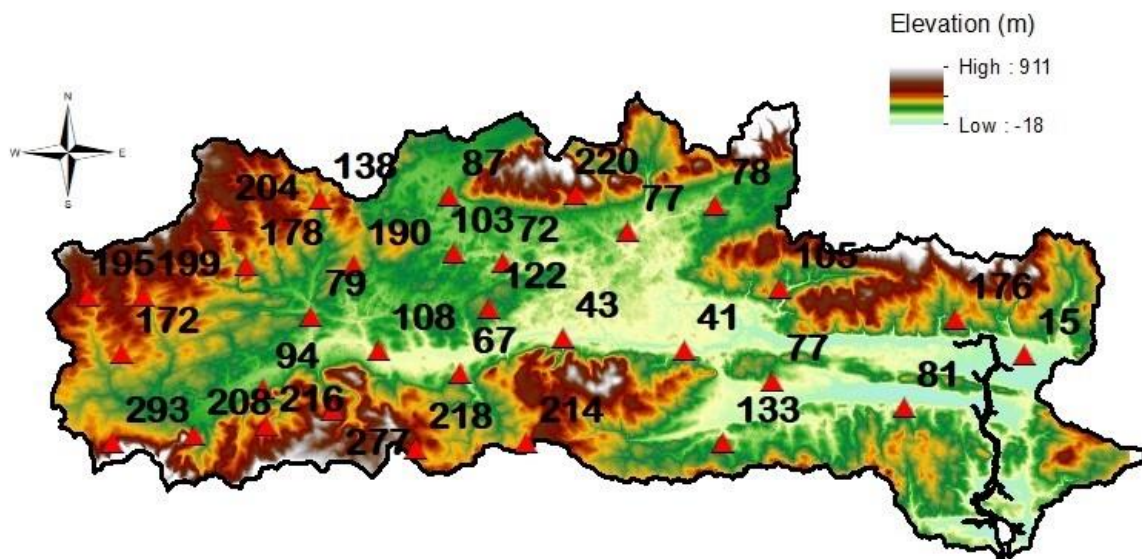 Elevation (m)
High : 911
Low : -18
N
W E
S
138 87 220 78
204 103 77
178 190 72
195 199 79 122 105 176
172 108 43 41 15
67 77
94 81
293 208 216 218 214 133
277